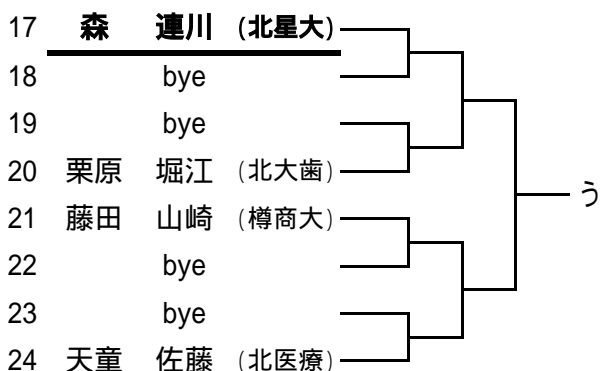 17 森 連川 (北星大)
18 bye
19 bye
20 栗原 堀江 (北大歯)
21 藤田 山崎 (樽商大)
22 bye
23 bye
24 天童 佐藤 (北医療)
う